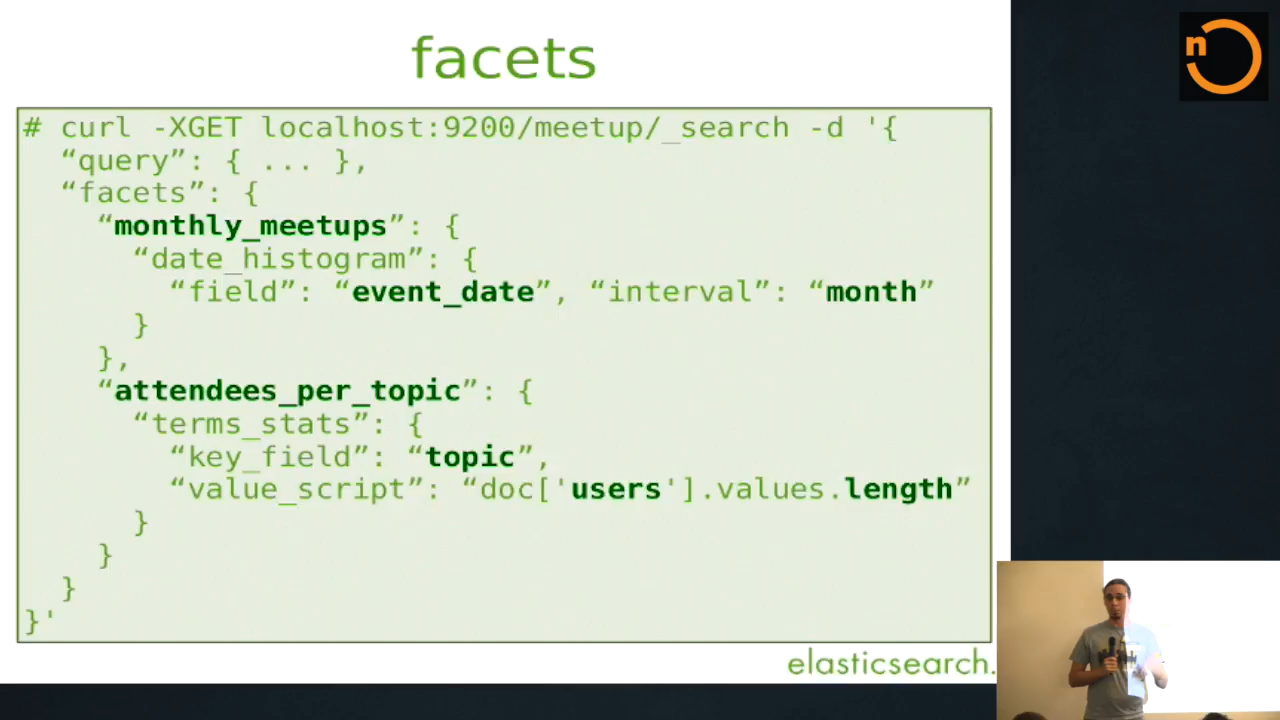 facets
# curl -XGET localhost:9200/meetup/_search -d '{
“query”: { ... },
“facets”: {
“monthly_meetups”: {
“date_histogram”: {
“field”: “event_date”, “interval”: “month”
}
},
“attendees_per_topic”: {
“terms_stats”: {
“key_field”: “topic”,
“value_script”: “doc['users'].values.length”
}
}
}
}'
elasticsearch.
n